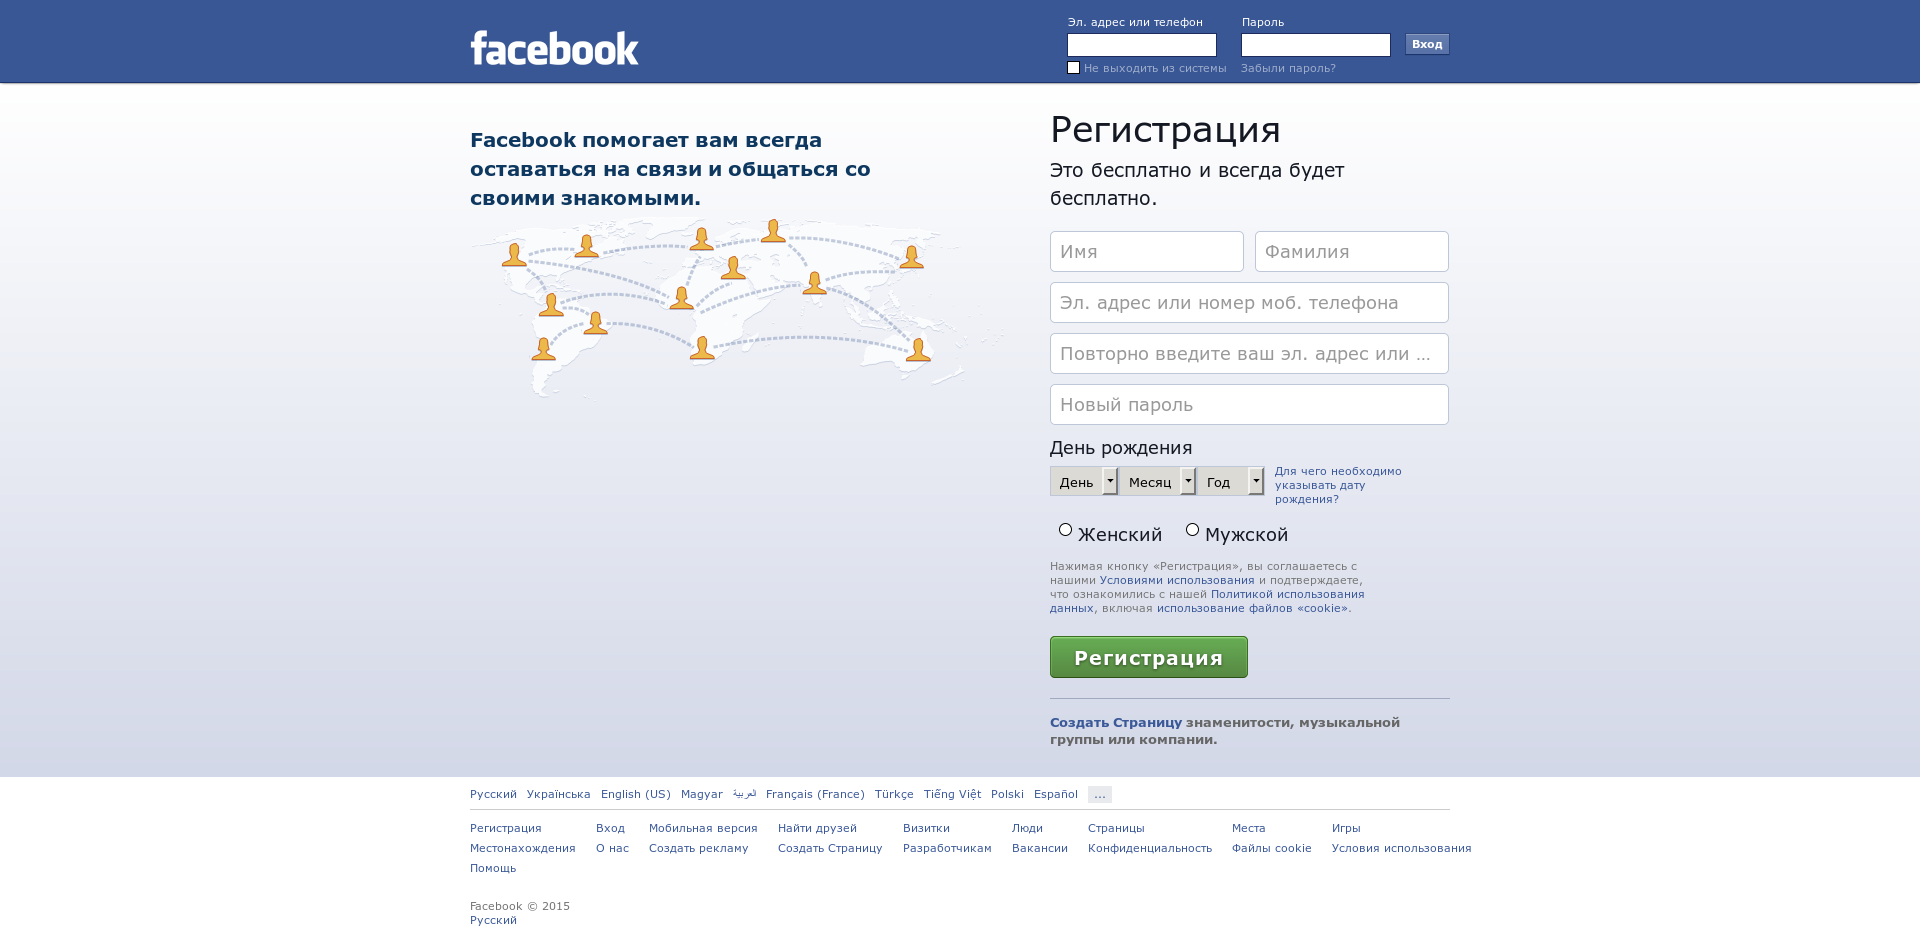 facebook
Эл. адрес или телефон
Пароль
Вход
Не выходить из системы
Забыли пароль?
Facebook помогает вам всегда
оставаться на связи и общаться со
своими знакомыми.
Регистрация
Это бесплатно и всегда будет
бесплатно.
Имя
Фамилия
Эл. адрес или номер моб. телефона
Повторно введите ваш эл. адрес или ...
Новый пароль
День рождения
День
Месяц
Год
Для чего необходимо
указывать дату
рождения?
Женский
Мужской
Нажимая кнопку «Регистрация», вы соглашаетесь с
нашими Условиями использования и подтверждаете,
что ознакомились с нашей Политикой использования
данных, включая использование файлов «cookie».
Регистрация
Создать Страницу знаменитости, музыкальной
группы или компании.
Русский Українська English (US) Magyar العربية Français (France) Türkçe Tiếng Việt Polski Español ...
Регистрация Вход Мобильная версия Найти друзей Визитки Люди Страницы Места Игры
Местонахождения О нас Создать рекламу Создать Страницу Разработчикам Вакансии Конфиденциальность Файлы cookie Условия использования
Помощь
Facebook © 2015
Русский